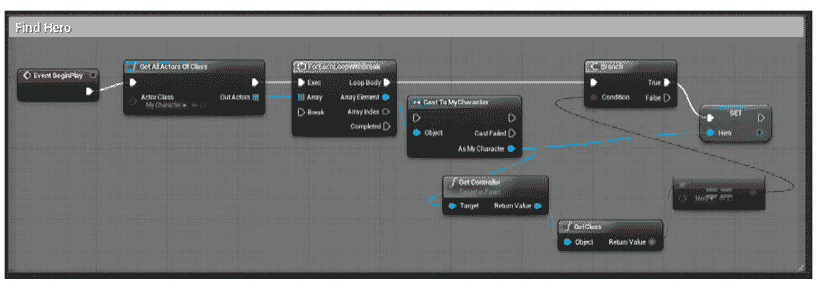 Find Hero
Event BeginPlay
Get All Actors Of Class
Actor Class
My Character
Out Actors
ForEachLoopWithBreak
Exec
Loop Body
Array
Array Element
Break
Array Index
Completed
Cast To MyCharacter
Object
Cast Failed
As My Character
Branch
True
Condition
False
SET
Hero
Get Controller
Target is Pawn
Target
Return Value
Get Class
Object
Return Value